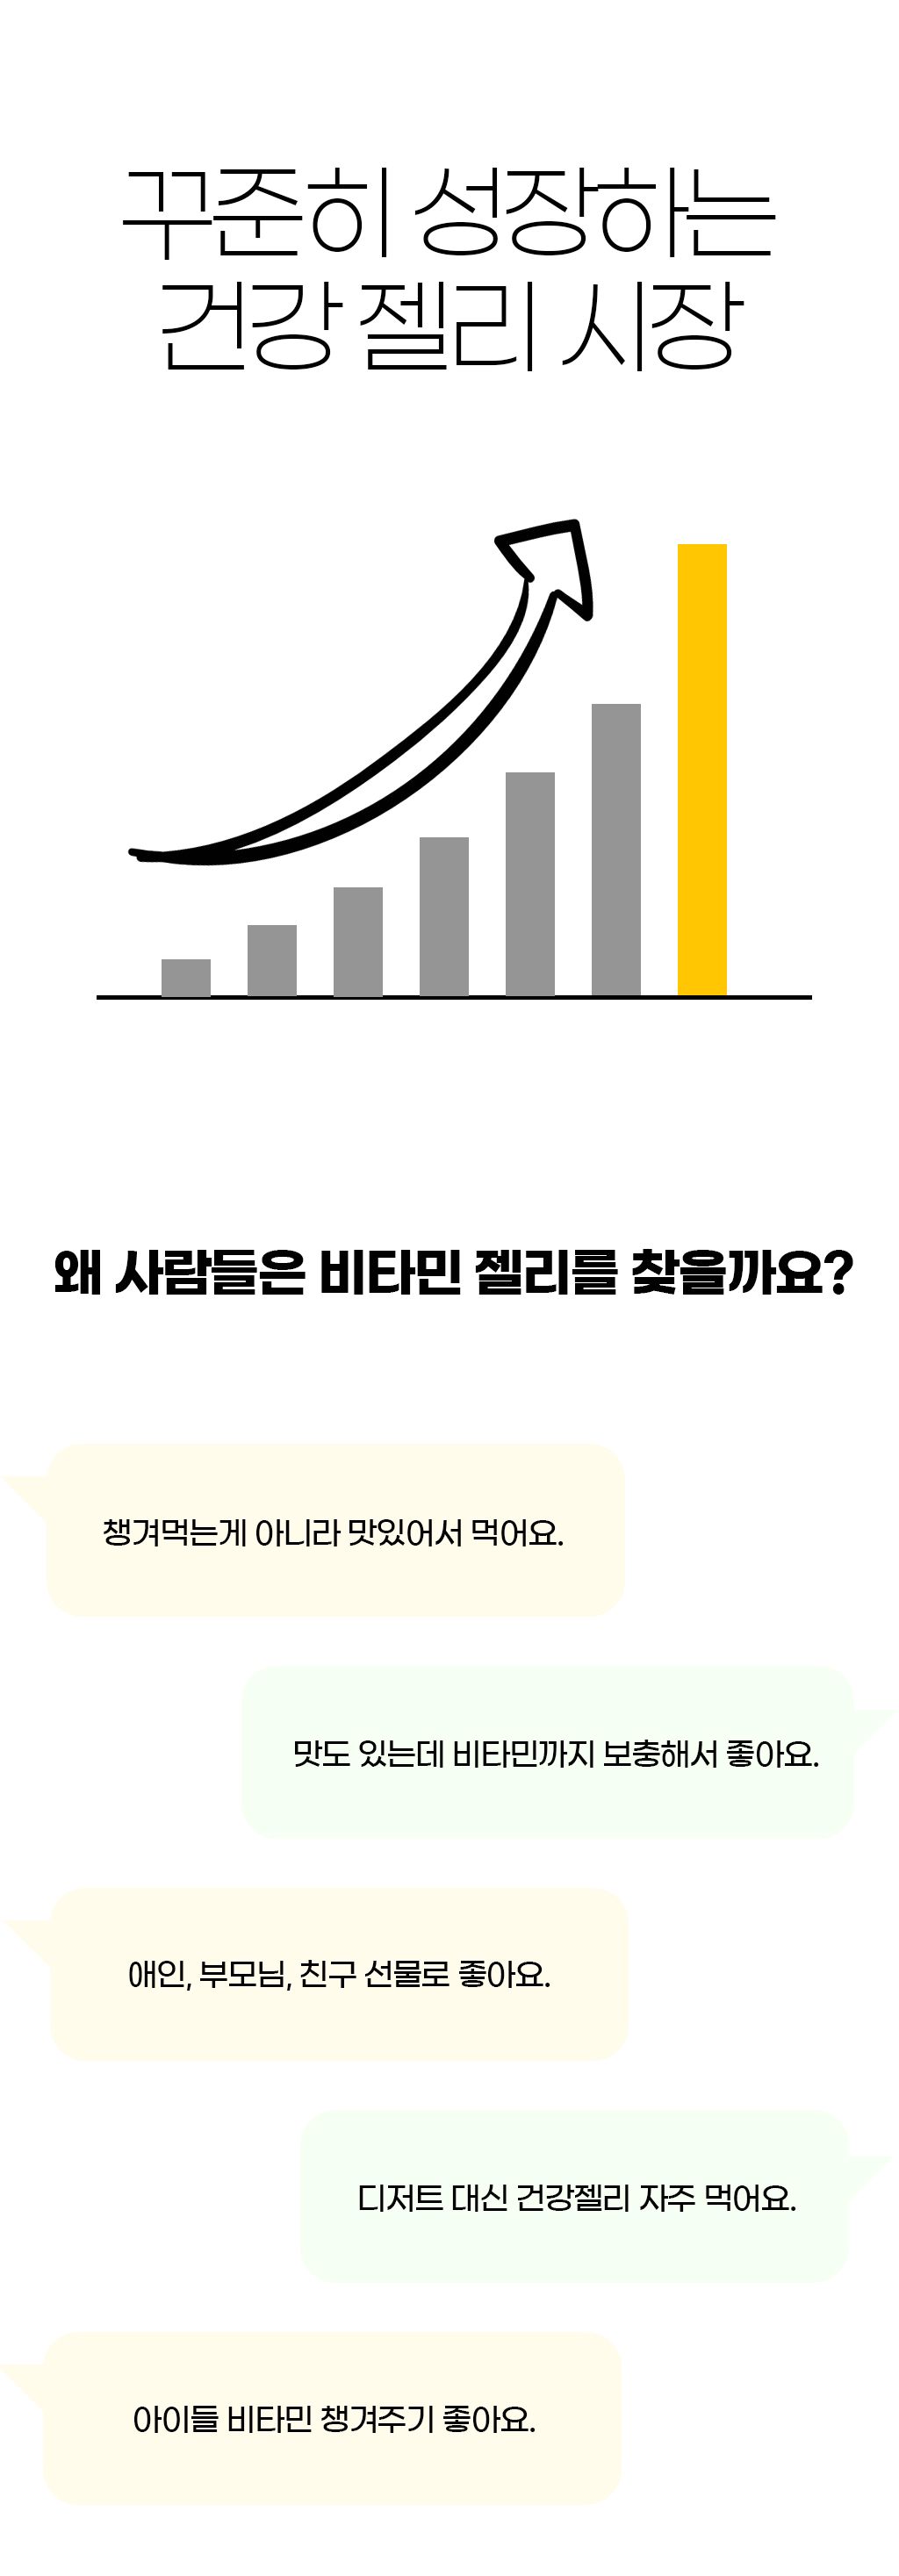 꾸준히 성장하는
건강 젤리 시장
왜 사람들은 비타민 젤리를 찾을까요?
챙겨먹는게 아니라 맛있어서 먹어요.
맛도 있는데 비타민까지 보충해서 좋아요.
애인, 부모님, 친구 선물로 좋아요.
디저트 대신 건강젤리 자주 먹어요.
아이들 비타민 챙겨주기 좋아요.